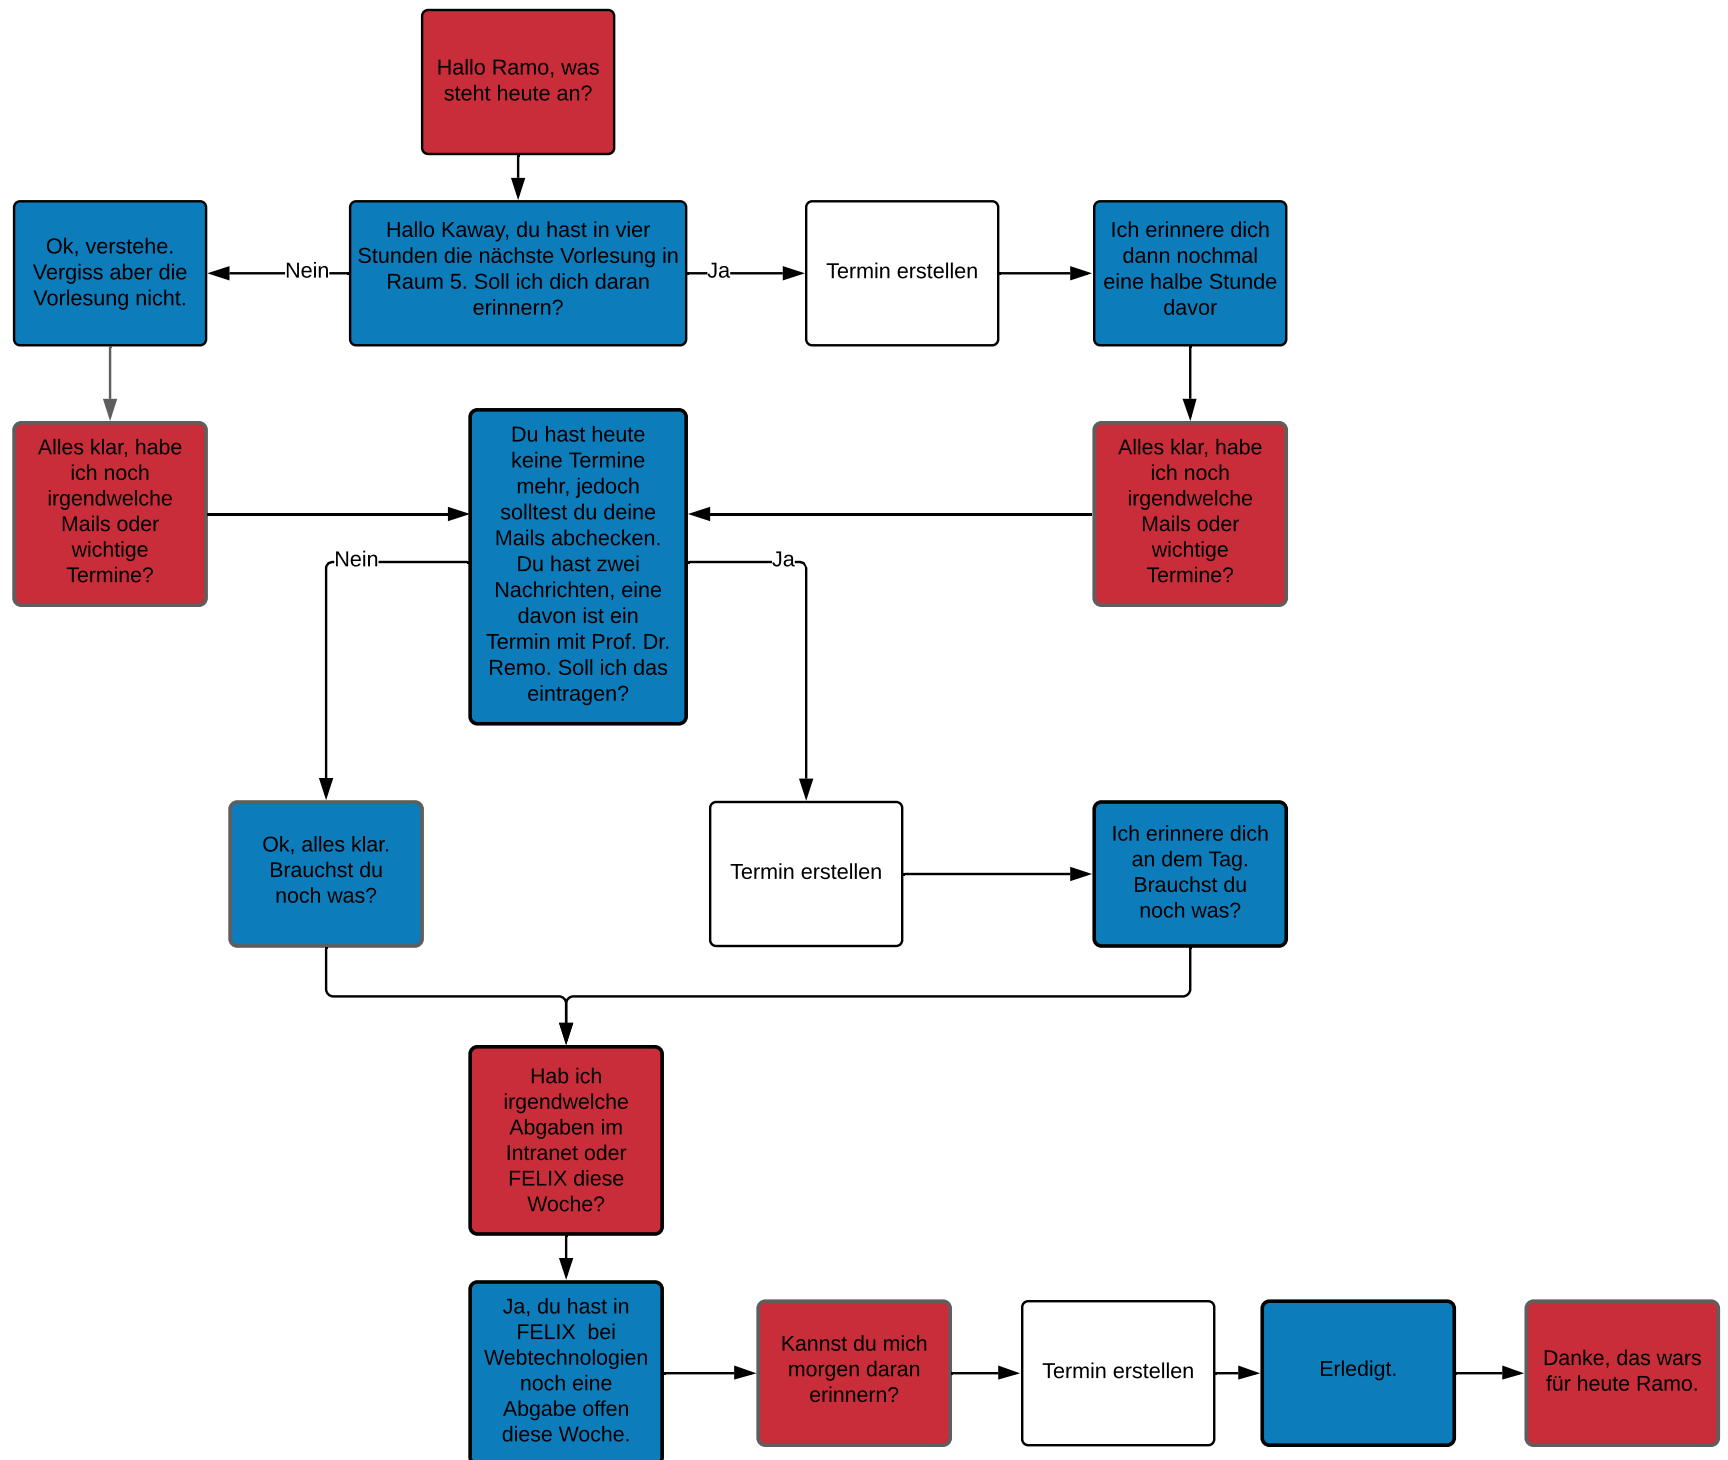 Hallo Ramo, was
steht heute an?
Ok, verstehe.
Vergiss aber die
Vorlesung nicht.
Nein
Hallo Kaway, du hast in vier
Stunden die nächste Vorlesung in
Raum 5. Soll ich dich daran
erinnern?
Ja
Termin erstellen
Ich erinnere dich
dann nochmal
eine halbe Stunde
davor
Alles klar, habe
ich noch
irgendwelche
Mails oder
wichtige
Termine?
Du hast heute
keine Termine
mehr, jedoch
solltest du deine
Mails abchecken.
Du hast zwei
Nachrichten, eine
davon ist ein
Termin mit Prof. Dr.
Remo. Soll ich das
eintragen?
Alles klar, habe
ich noch
irgendwelche
Mails oder
wichtige
Termine?
Nein
Ja
Ok, alles klar.
Brauchst du
noch was?
Termin erstellen
Ich erinnere dich
an dem Tag.
Brauchst du
noch was?
Hab ich
irgendwelche
Abgaben im
Intranet oder
FELIX diese
Woche?
Ja, du hast in
FELIX  bei
Webtechnologien
noch eine
Abgabe offen
diese Woche.
Kannst du mich
morgen daran
erinnern?
Termin erstellen
Erledigt.
Danke, das wars
für heute Ramo.